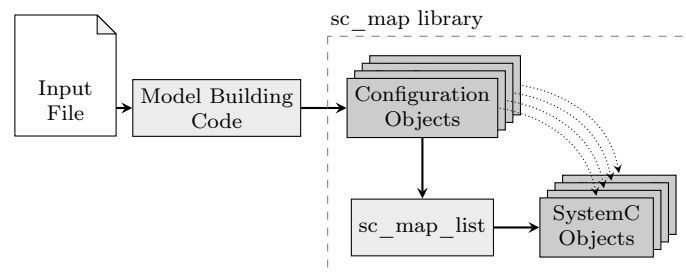 sc_map library
Input
File
Model Building
Code
Configuration
Objects
sc_map_list
SystemC
Objects